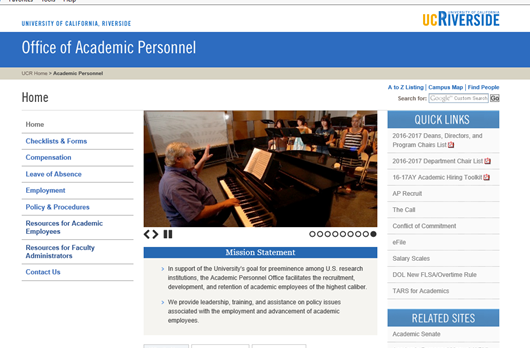 Favorites Tools Help
UNIVERSITY OF CALIFORNIA, RIVERSIDE
UNIVERSITY OF CALIFORNIA
UCRIVERSIDE
Office of Academic Personnel
UCR Home > Academic Personnel
A to Z Listing | Campus Map | Find People
Home
Search for: Google Custom Search Go
Home
Checklists & Forms
Compensation
Leave of Absence
Employment
Policy & Procedures
Resources for Academic
Employees
Resources for Faculty
Administrators
Contact Us
Mission Statement
In support of the University's goal for preeminence among U.S. research
institutions, the Academic Personnel Office facilitates the recruitment,
development, and retention of academic employees of the highest caliber.
We provide leadership, training, and assistance on policy issues
associated with the employment and advancement of academic
employees.
QUICK LINKS
2016-2017 Deans, Directors, and
Program Chairs List
2016-2017 Department Chair List
16-17AY Academic Hiring Toolkit
AP Recruit
The Call
Conflict of Commitment
eFile
Salary Scales
DOL New FLSA/Overtime Rule
TARS for Academics
RELATED SITES
Academic Senate